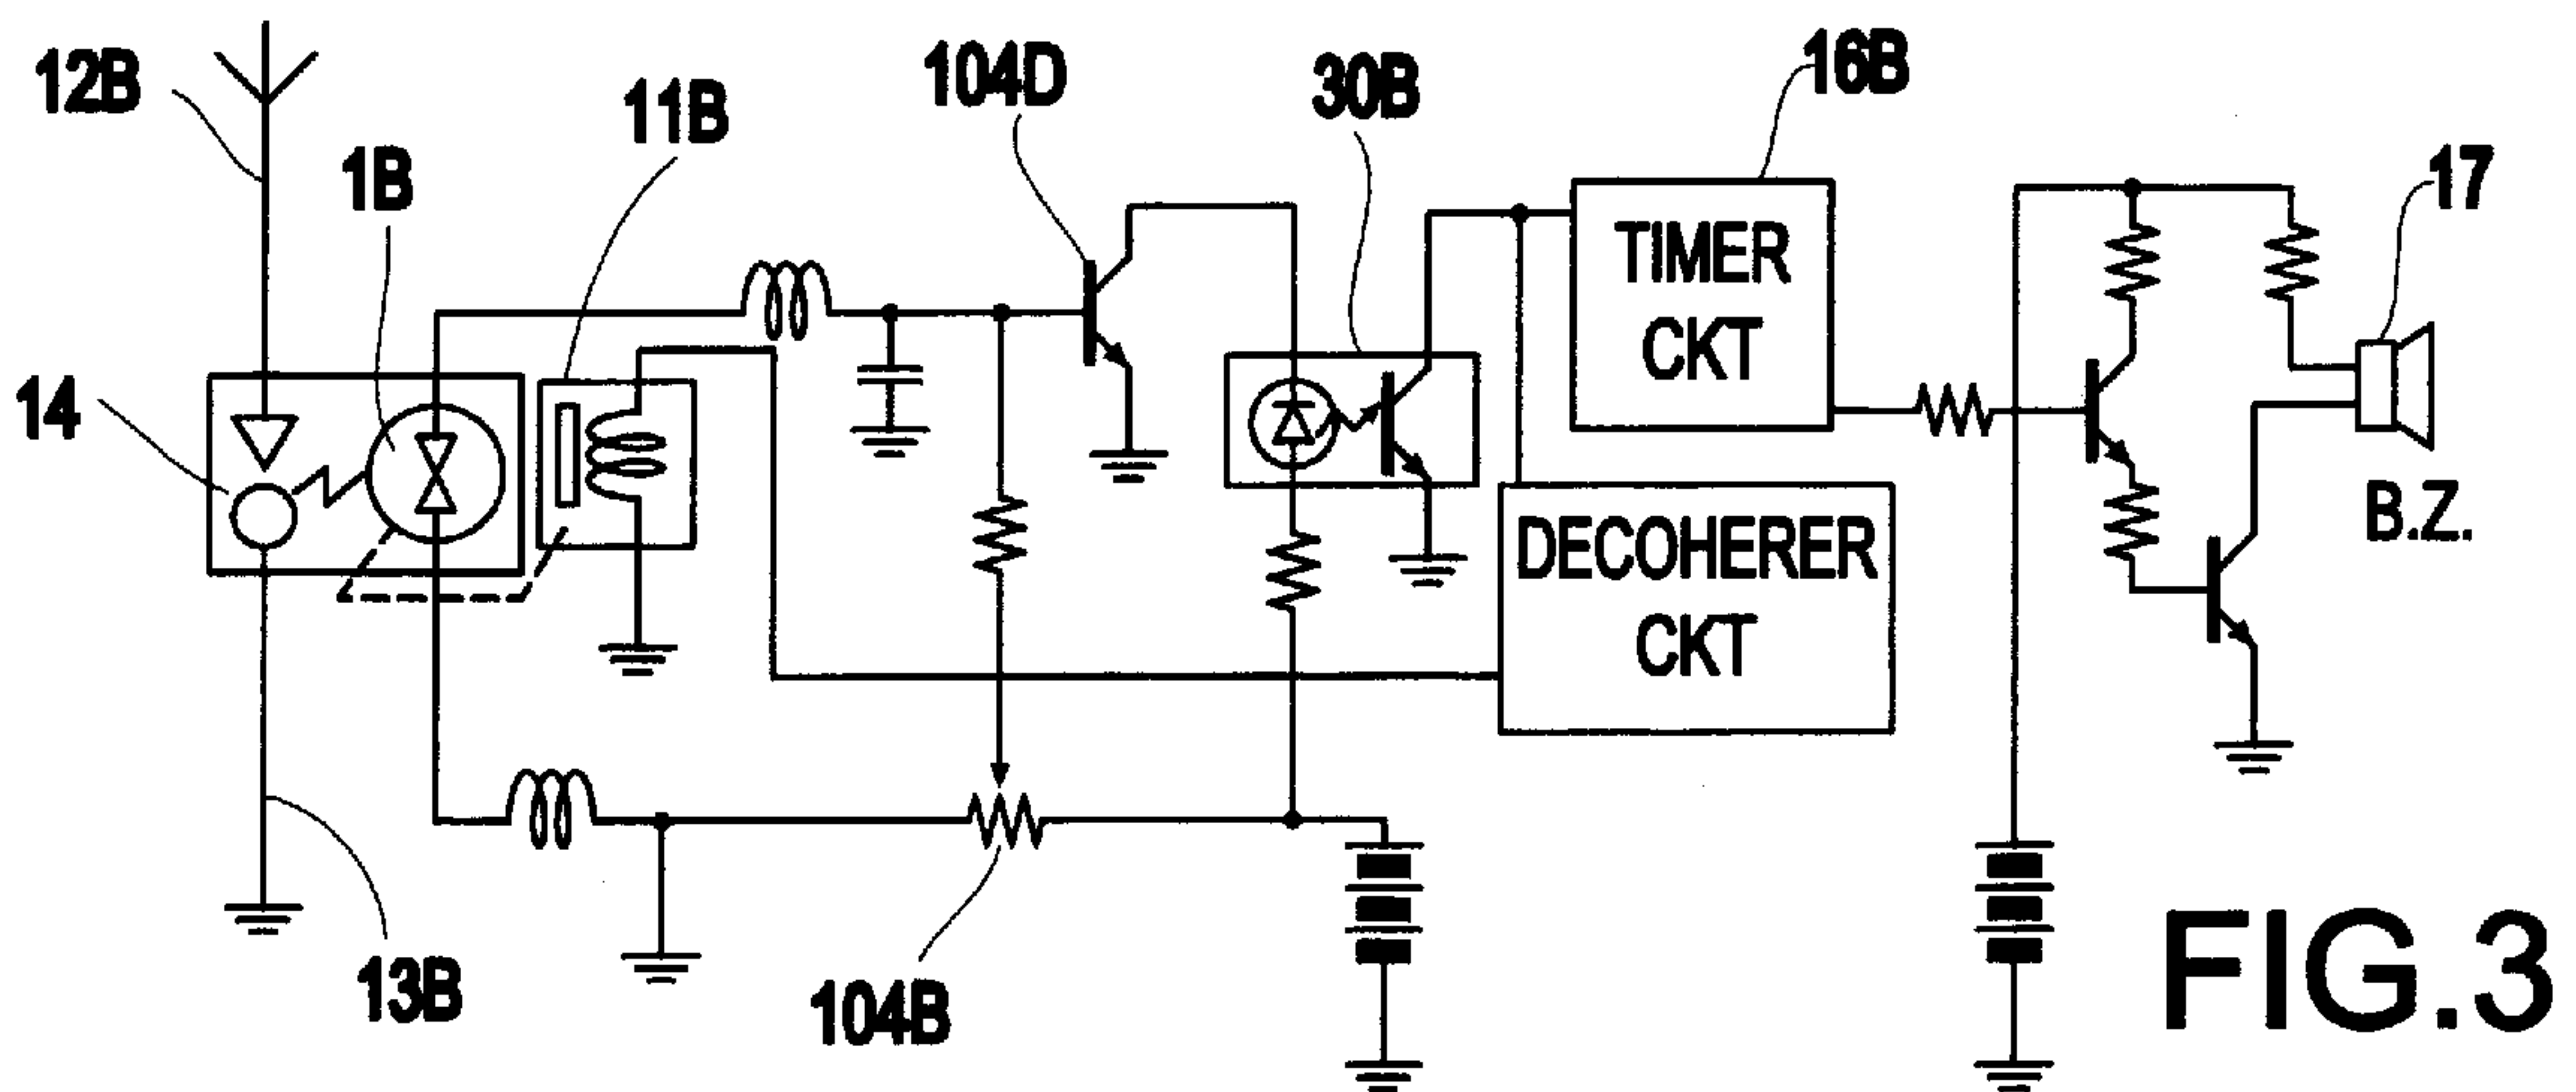 12B
1B
11B
104D
30B
16B
17
14
TIMER
CKT
B.Z.
DECOHERER
CKT
13B
104B
FIG.3